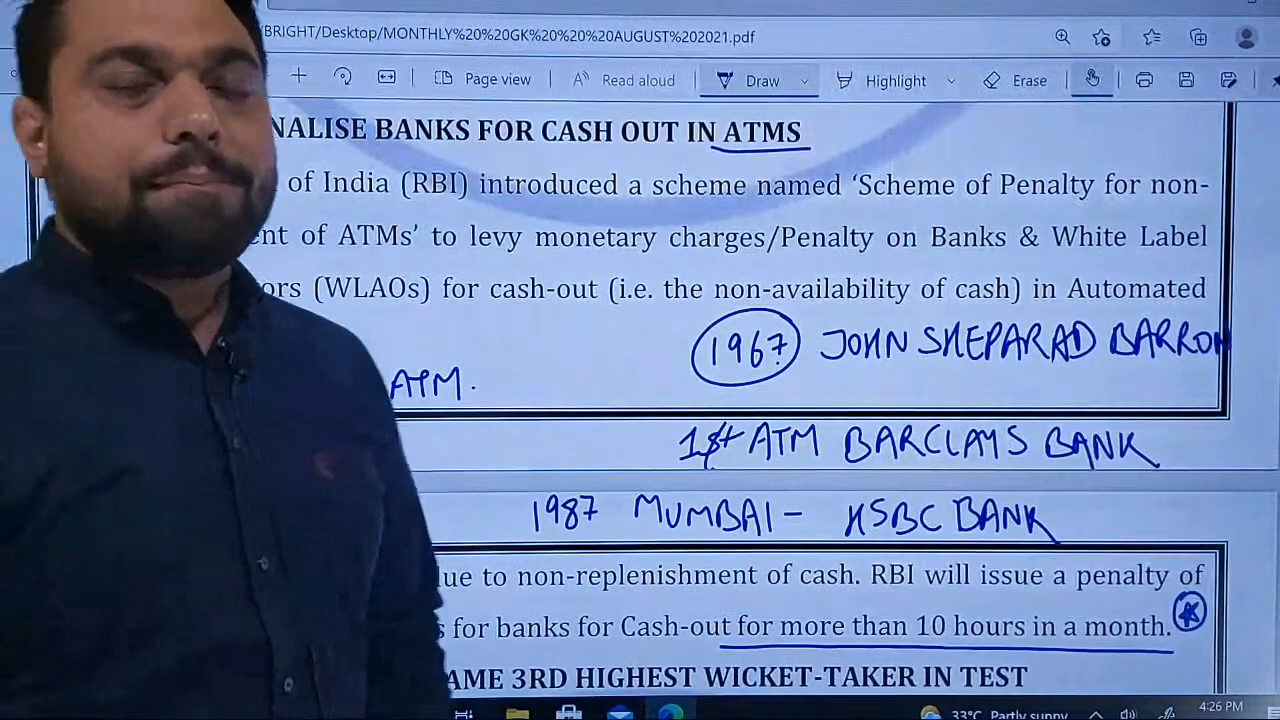 BRIGHT/Desktop/MONTHLY%20%20GK%20%20%20AUGUST%202021.pdf
Page view Read aloud Draw Highlight Erase
NALISE BANKS FOR CASH OUT IN ATMS
of India (RBI) introduced a scheme named ‘Scheme of Penalty for non-
ent of ATMs’ to levy monetary charges/Penalty on Banks & White Label
ors (WLAOs) for cash-out (i.e. the non-availability of cash) in Automated
1967 JOHN SHEPARAD BARRON
ATM.
1st ATM BARCLAYS BANK
1987 MUMBAI - HSBC BANK
ue to non-replenishment of cash. RBI will issue a penalty of
s for banks for Cash-out for more than 10 hours in a month.
AME 3RD HIGHEST WICKET-TAKER IN TEST
33°C Partly sunny
4:26 PM